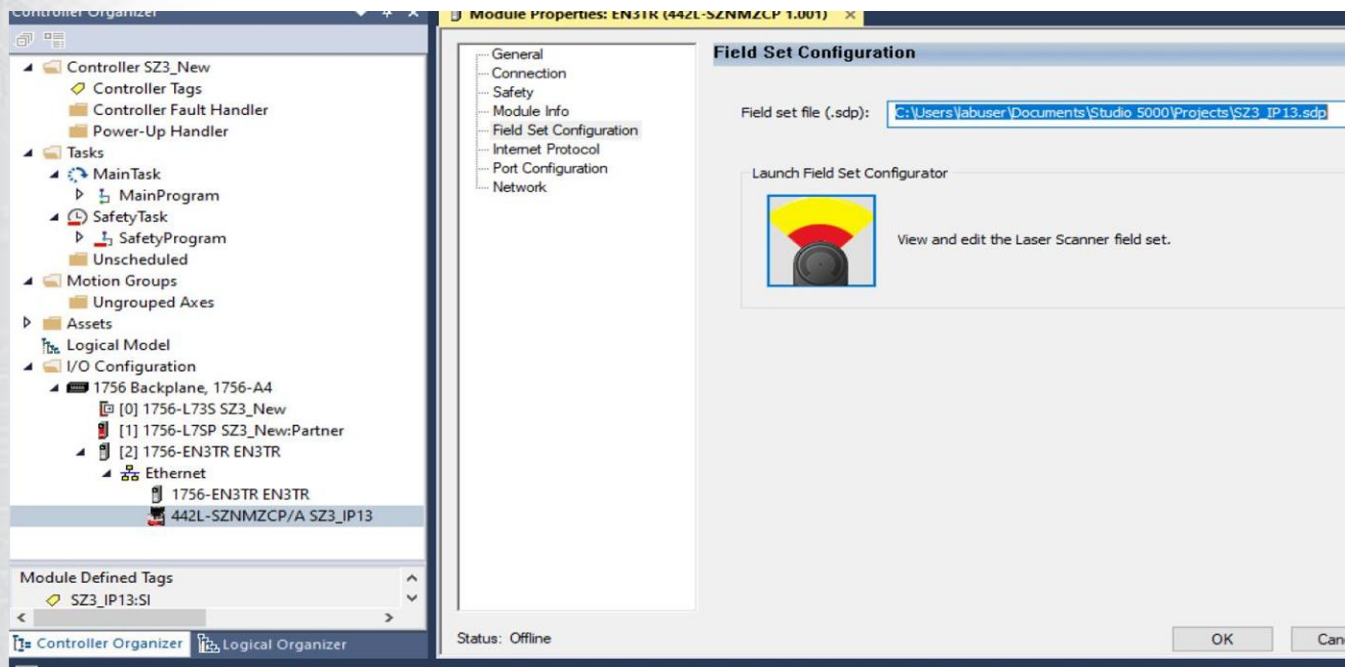 Controller Organizer
Controller SZ3_New
Controller Tags
Controller Fault Handler
Power-Up Handler
Tasks
MainTask
MainProgram
SafetyTask
SafetyProgram
Unscheduled
Motion Groups
Ungrouped Axes
Assets
Logical Model
I/O Configuration
1756 Backplane, 1756-A4
[0] 1756-L73S SZ3_New
[1] 1756-L7SP SZ3_New:Partner
[2] 1756-EN3TR EN3TR
Ethernet
1756-EN3TR EN3TR
442L-SZNMZCP/A SZ3_IP13
Module Defined Tags
SZ3_IP13:SI
Controller Organizer
Logical Organizer
Module Properties: EN3TR (442L-SZNMZCP 1.001)
General
Connection
Safety
Module Info
Field Set Configuration
Internet Protocol
Port Configuration
Network
Field Set Configuration
Field set file (.sdp): C:\Users\labuser\Documents\Studio 5000\Projects\SZ3_IP13.sdp
Launch Field Set Configurator
View and edit the Laser Scanner field set.
Status: Offline
OK
Can